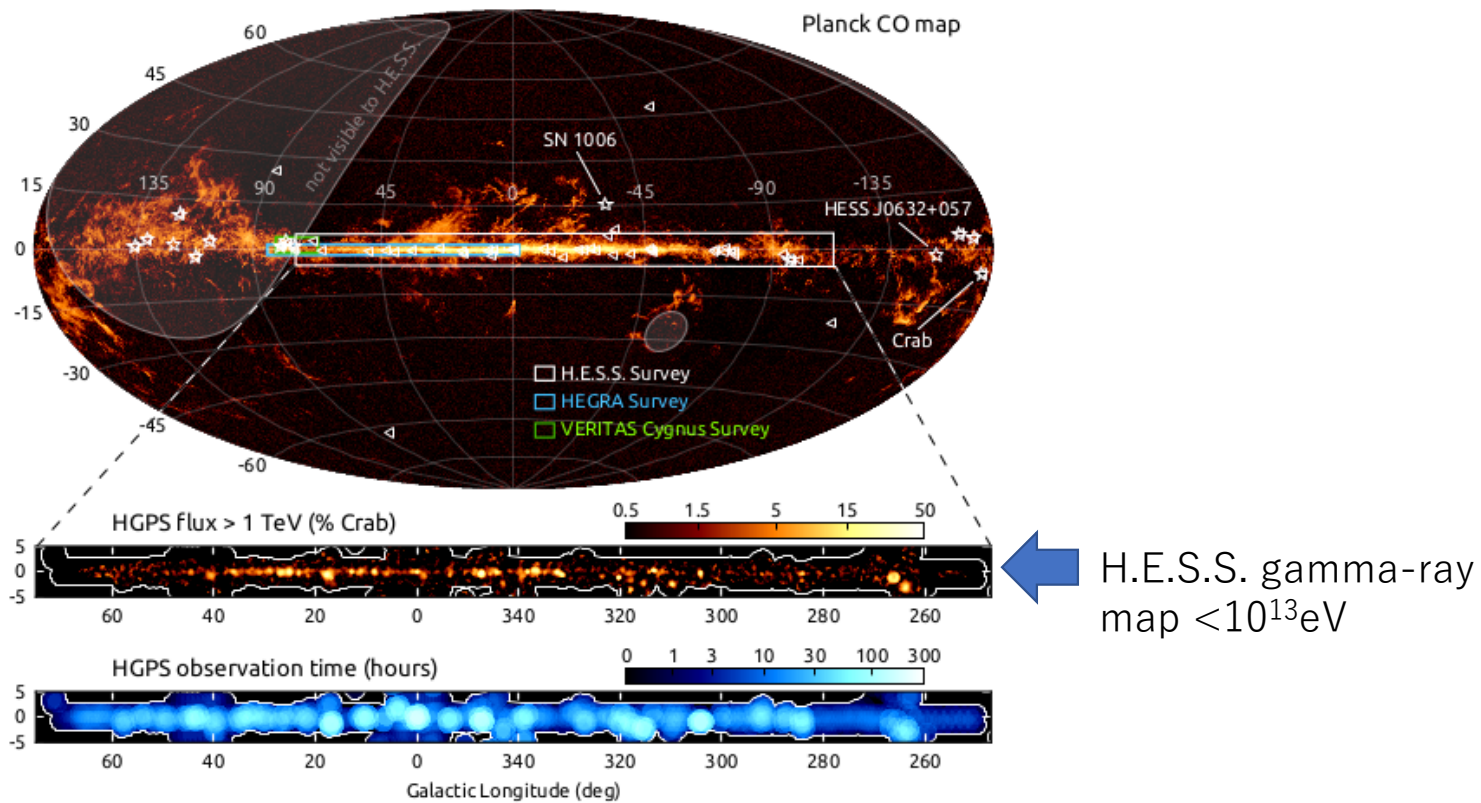 Planck CO map
60
45
30
15
0
-15
-30
-45
-60
not visible to H.E.S.S.
135
90
45
0
-45
-90
-135
SN 1006
HESS J0632+057
Crab
H.E.S.S. Survey
HEGRA Survey
VERITAS Cygnus Survey
HGPS flux > 1 TeV (% Crab)
0.5 1.5 5 15 50
5
0
-5
60 40 20 0 340 320 300 280 260
H.E.S.S. gamma-ray
map <10¹³eV
HGPS observation time (hours)
0 1 3 10 30 100 300
5
0
-5
60 40 20 0 340 320 300 280 260
Galactic Longitude (deg)